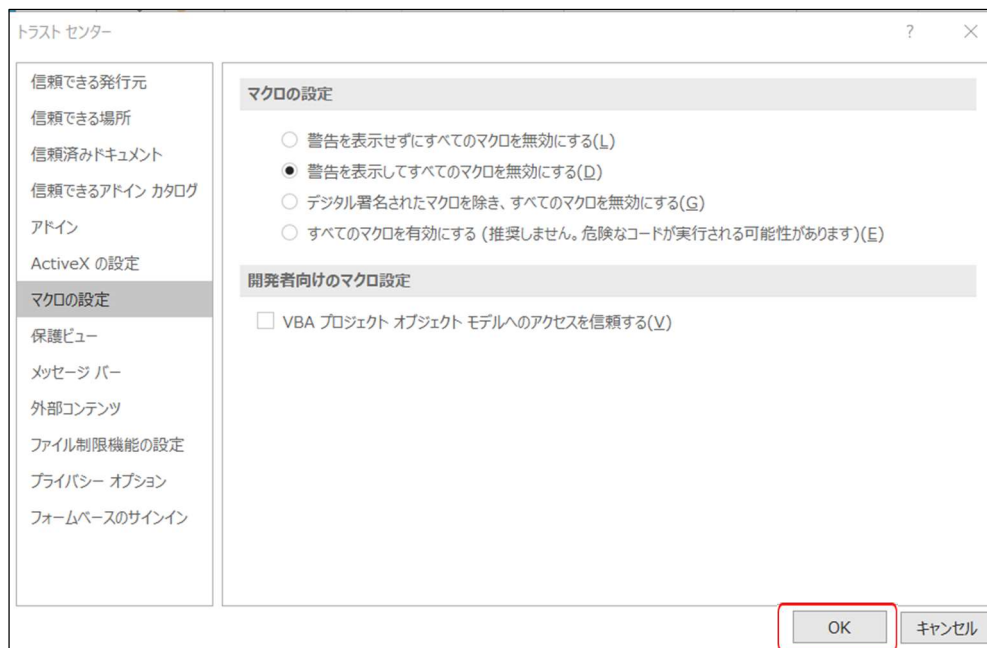 トラスト センター
?
信頼できる発行元
信頼できる場所
信頼済みドキュメント
信頼できるアドイン カタログ
アドイン
ActiveX の設定
マクロの設定
保護ビュー
メッセージ バー
外部コンテンツ
ファイル制限機能の設定
プライバシー オプション
フォームベースのサインイン
マクロの設定
警告を表示せずにすべてのマクロを無効にする(L)
警告を表示してすべてのマクロを無効にする(D)
デジタル署名されたマクロを除き、すべてのマクロを無効にする(G)
すべてのマクロを有効にする (推奨しません。危険なコードが実行される可能性があります)(E)
開発者向けのマクロ設定
VBA プロジェクト オブジェクト モデルへのアクセスを信頼する(V)
OK
キャンセル